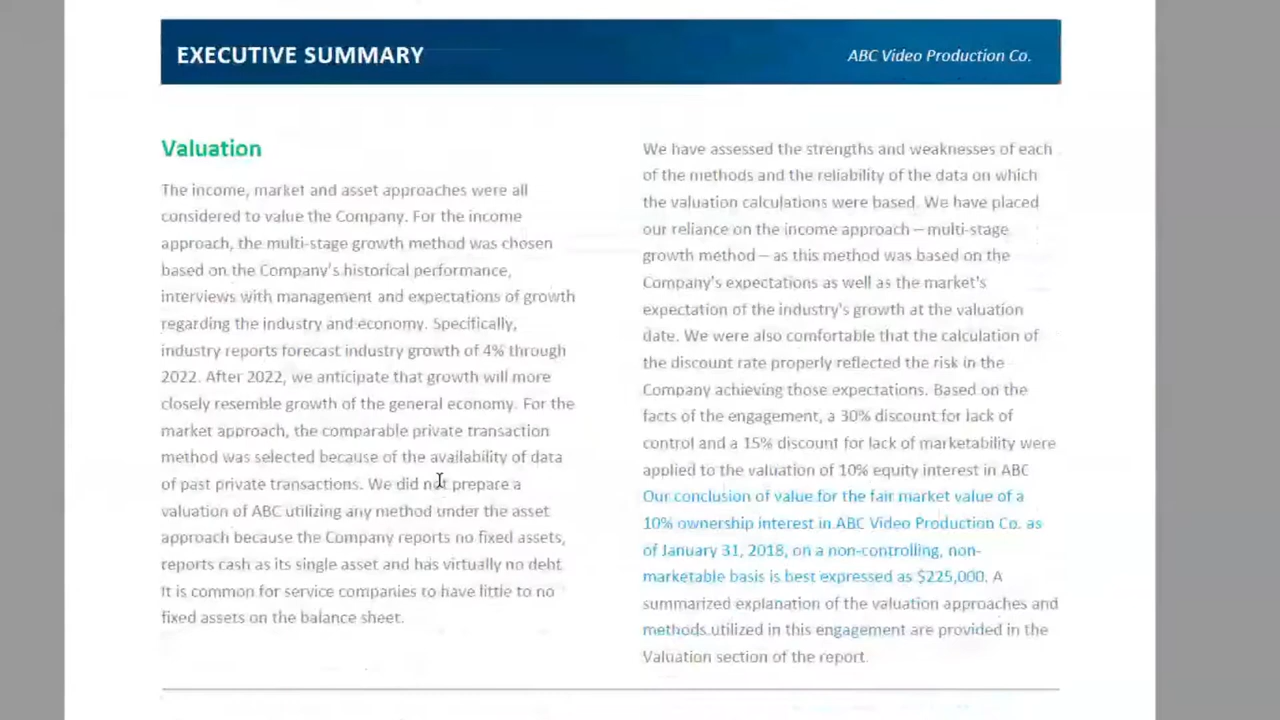 EXECUTIVE SUMMARY
ABC Video Production Co.
Valuation
The income, market and asset approaches were all
considered to value the Company. For the income
approach, the multi-stage growth method was chosen
based on the Company's historical performance,
interviews with management and expectations of growth
regarding the industry and economy. Specifically,
industry reports forecast industry growth of 4% through
2022. After 2022, we anticipate that growth will more
closely resemble growth of the general economy. For the
market approach, the comparable private transaction
method was selected because of the availability of data
of past private transactions. We did not prepare a
valuation of ABC utilizing any method under the asset
approach because the Company reports no fixed assets,
reports cash as its single asset and has virtually no debt
It is common for service companies to have little to no
fixed assets on the balance sheet.
We have assessed the strengths and weaknesses of each
of the methods and the reliability of the data on which
the valuation calculations were based. We have placed
our reliance on the income approach – multi-stage
growth method – as this method was based on the
Company's expectations as well as the market's
expectation of the industry's growth at the valuation
date. We were also comfortable that the calculation of
the discount rate properly reflected the risk in the
Company achieving those expectations. Based on the
facts of the engagement, a 30% discount for lack of
control and a 15% discount for lack of marketability were
applied to the valuation of 10% equity interest in ABC
Our conclusion of value for the fair market value of a
10% ownership interest in ABC Video Production Co. as
of January 31, 2018, on a non-controlling, non-
marketable basis is best expressed as $225,000. A
summarized explanation of the valuation approaches and
methods utilized in this engagement are provided in the
Valuation section of the report.